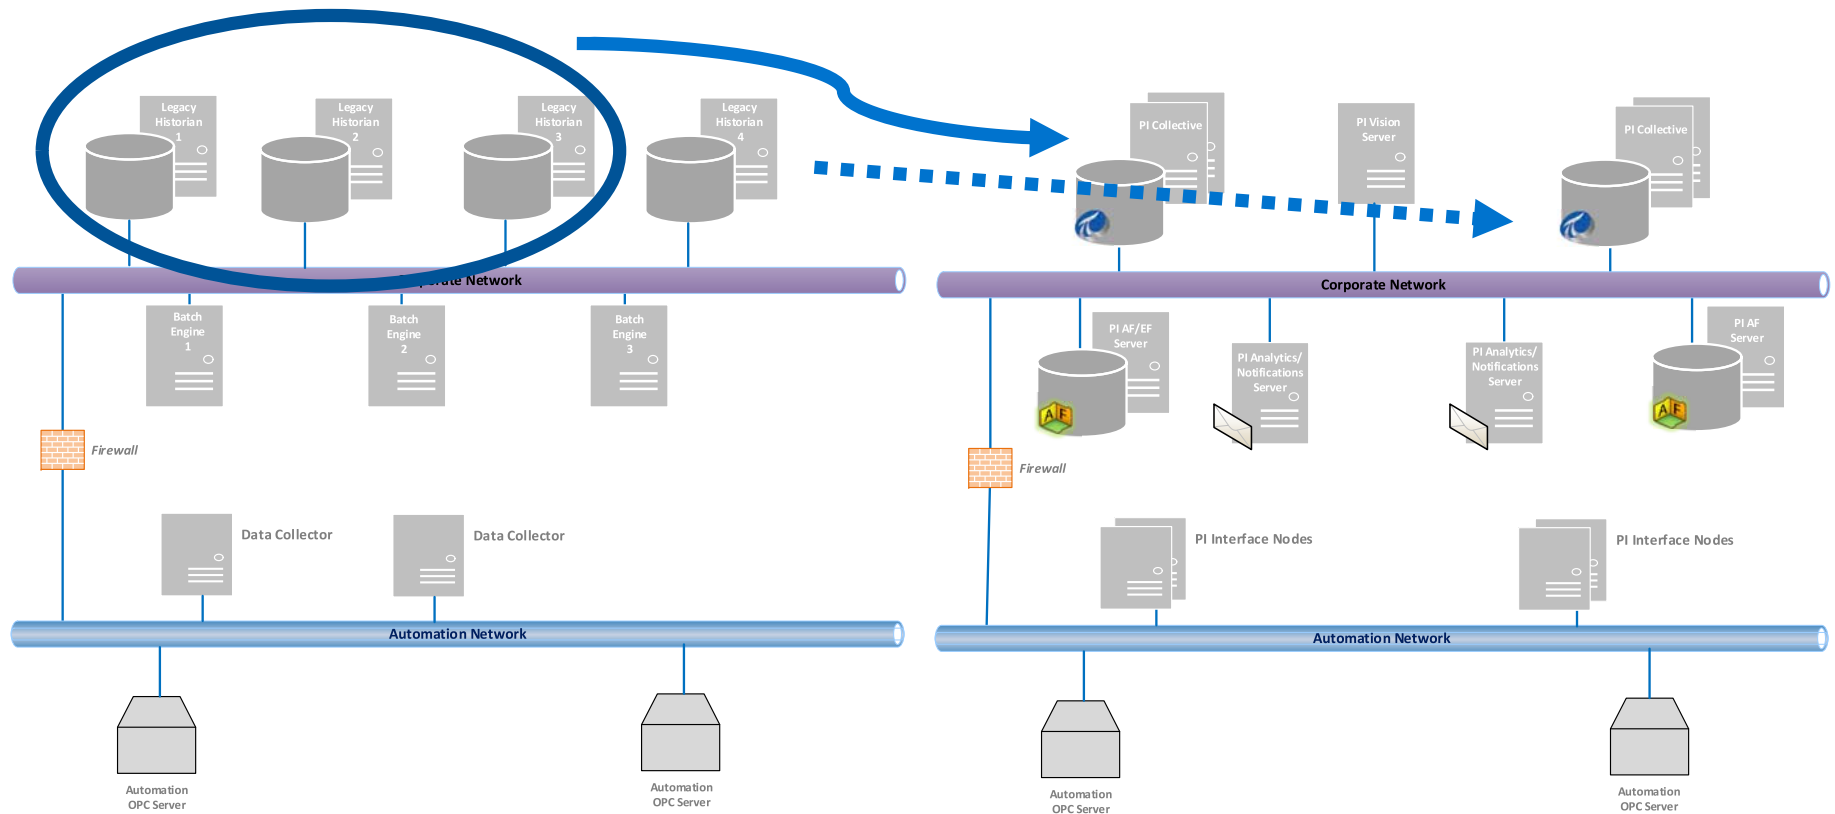 Legacy
Historian
1
Legacy
Historian
2
Legacy
Historian
3
Legacy
Historian
4
PI Collective
PI Vision
Server
PI Collective
Network
Corporate Network
Batch
Engine
1
Batch
Engine
2
Batch
Engine
3
PI AF/EF
Server
PI Analytics/
Notifications
Server
PI Analytics/
Notifications
Server
PI AF
Server
A F
A F
Firewall
Firewall
Data Collector
Data Collector
PI Interface Nodes
PI Interface Nodes
Automation Network
Automation Network
Automation
OPC Server
Automation
OPC Server
Automation
OPC Server
Automation
OPC Server